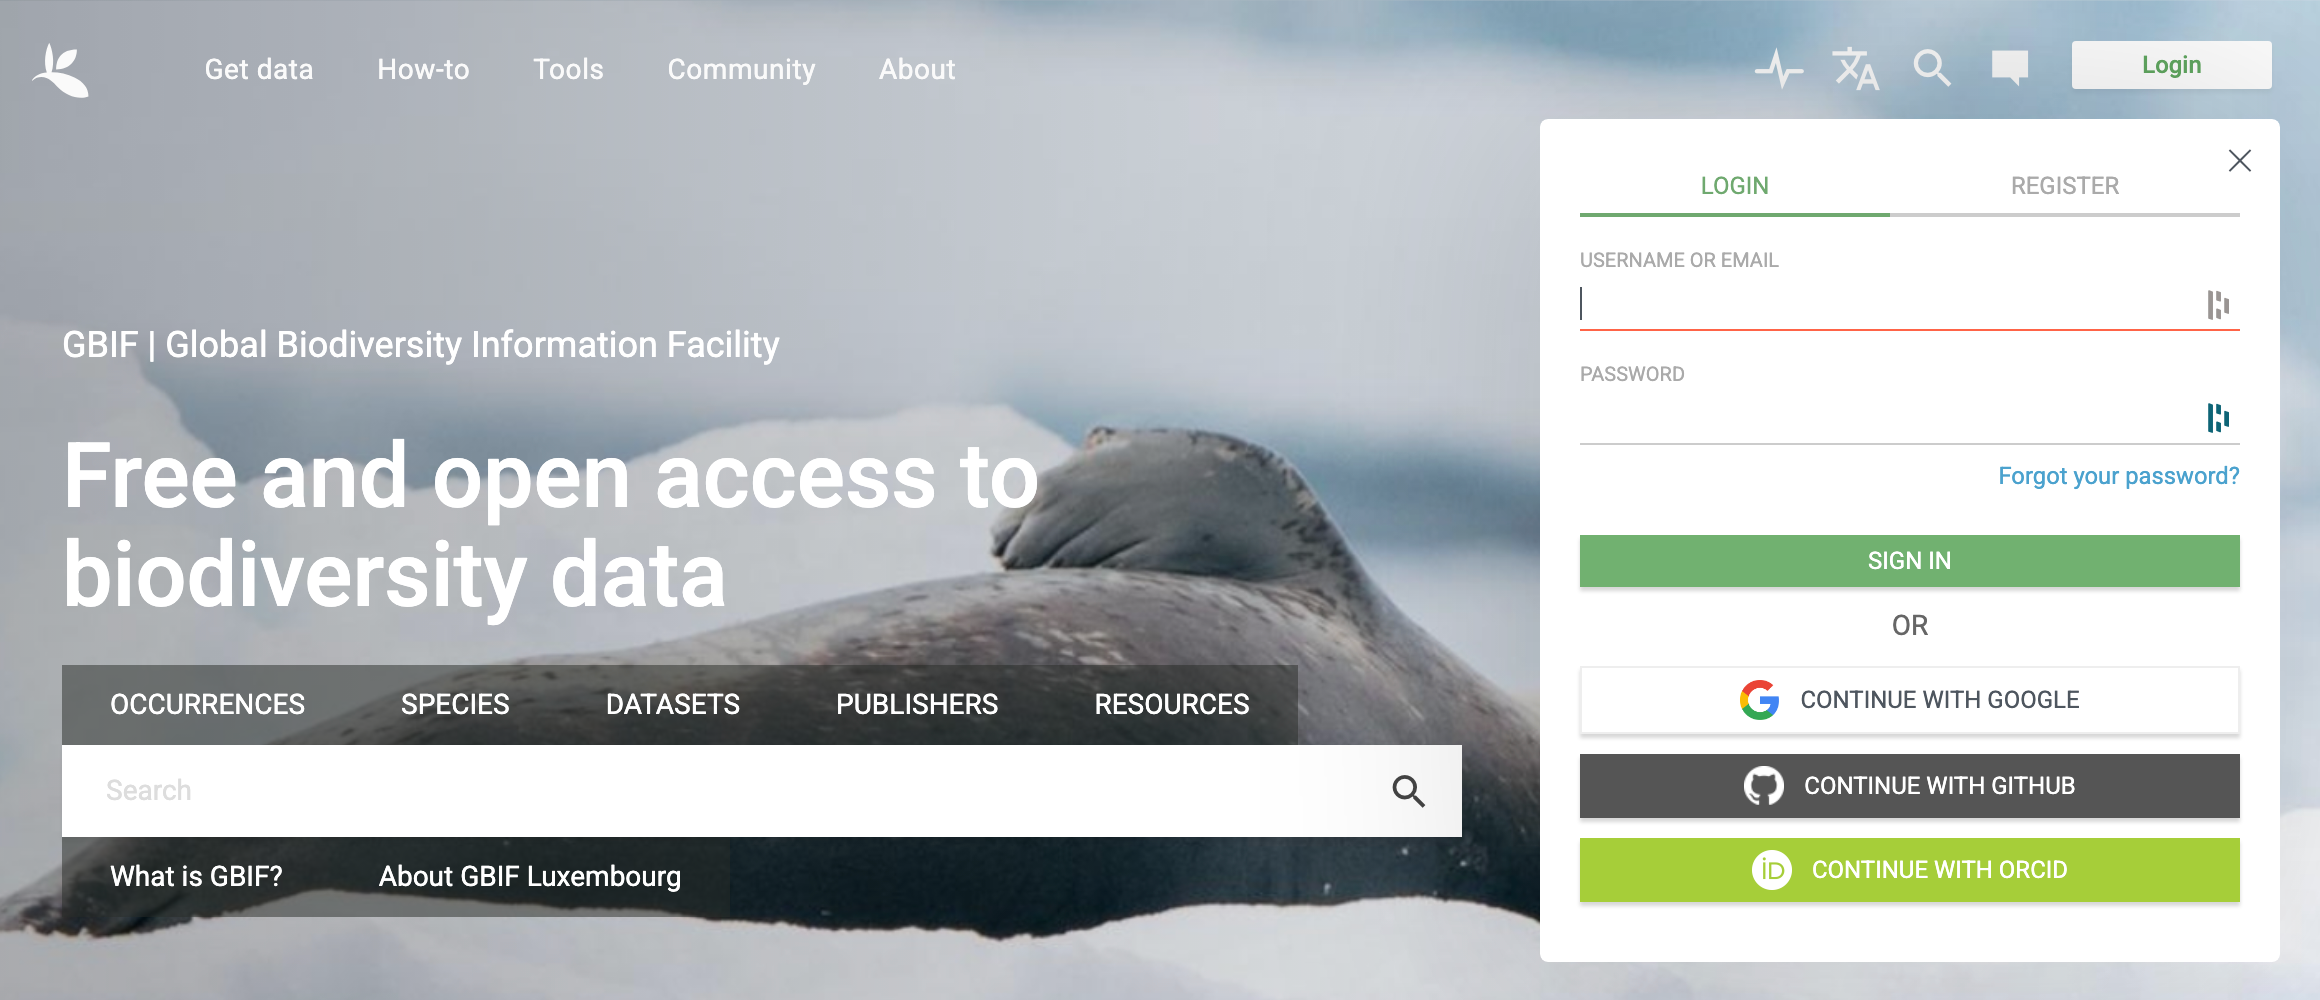 Get data
How-to
Tools
Community
About
Login
GBIF | Global Biodiversity Information Facility
Free and open access to
biodiversity data
OCCURRENCES
SPECIES
DATASETS
PUBLISHERS
RESOURCES
Search
What is GBIF?
About GBIF Luxembourg
LOGIN
REGISTER
USERNAME OR EMAIL
PASSWORD
Forgot your password?
SIGN IN
OR
CONTINUE WITH GOOGLE
CONTINUE WITH GITHUB
iD CONTINUE WITH ORCID